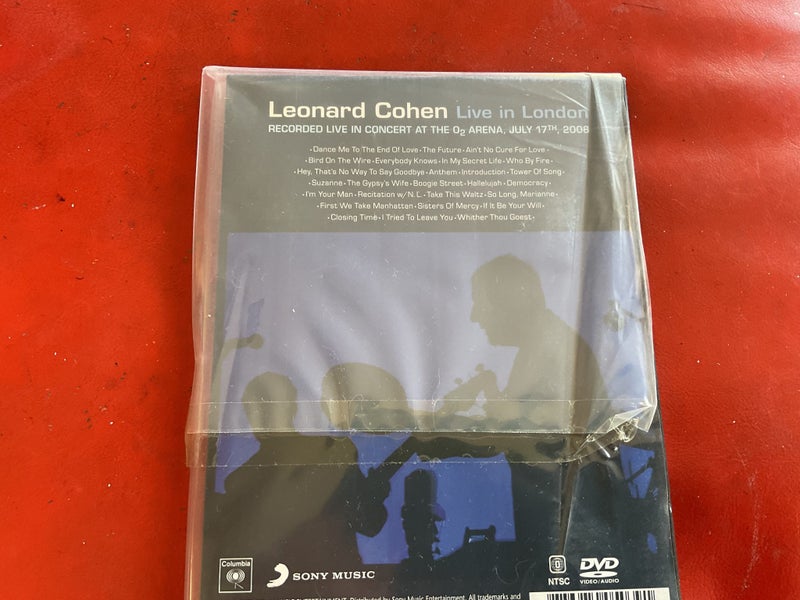 Leonard Cohen Live in London
RECORDED LIVE IN CONCERT AT THE O2 ARENA, JULY 17TH, 2008
• Dance Me To The End Of Love • The Future • Ain't No Cure For Love •
• Bird On The Wire • Everybody Knows • In My Secret Life • Who By Fire •
• Hey, That's No Way To Say Goodbye • Anthem • Introduction • Tower Of Song •
• Suzanne • The Gypsy's Wife • Boogie Street • Hallelujah • Democracy •
• I'm Your Man • Recitation w/N.L. • Take This Waltz • So Long, Marianne •
• First We Take Manhattan • Sisters Of Mercy • If It Be Your Will •
• Closing Time • I Tried To Leave You • Whither Thou Goest •
Columbia
SONY MUSIC
0
NTSC
DVD
VIDEO/AUDIO
ENTERTAINMENT. Distributed by Sony Music Entertainment. All trademarks and